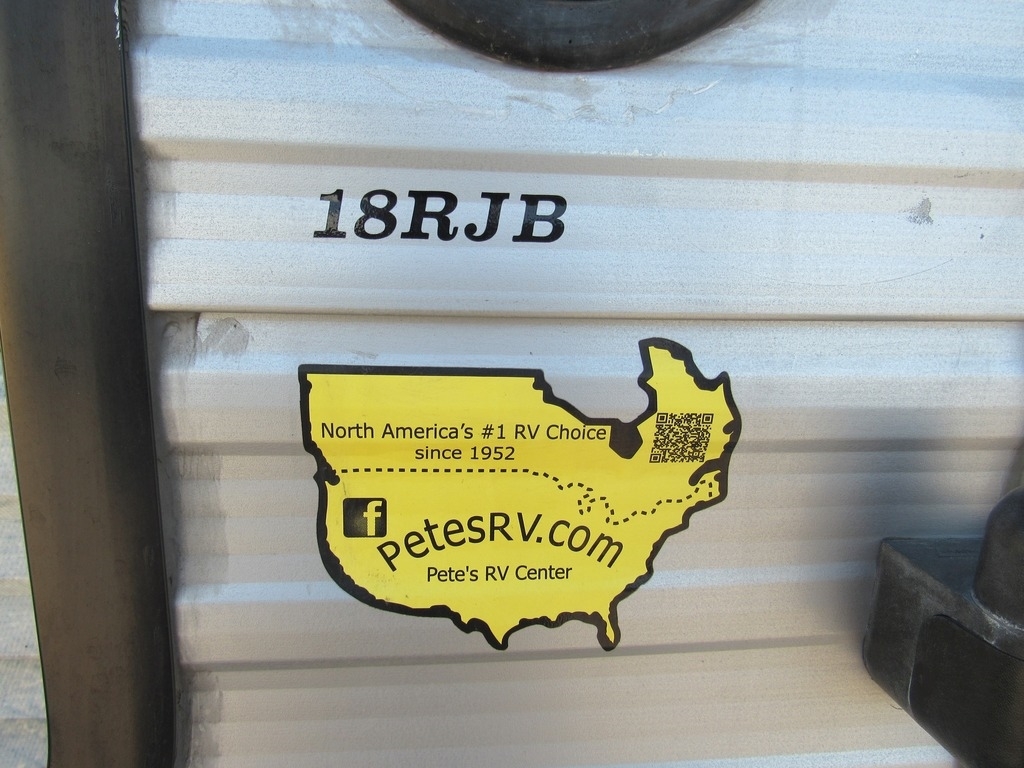 18RJB
North America's #1 RV Choice
since 1952
f
PetesRV.com
Pete's RV Center